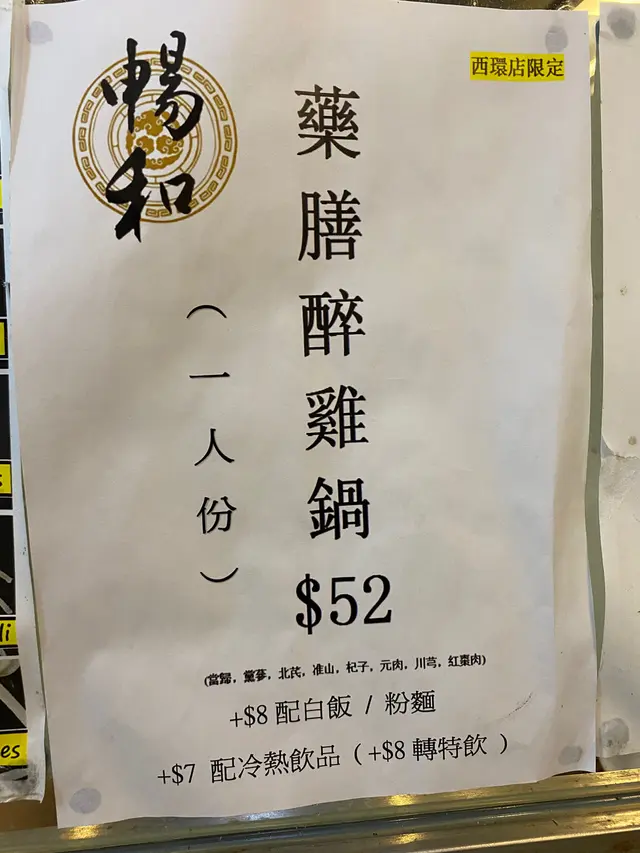 暢和
西環店限定
藥膳醉雞鍋
$52
（一人份）
(當歸，黨蔘，北芪，准山，杞子，元肉，川芎，紅棗肉)
+$8 配白飯 / 粉麵
+$7 配冷熱飲品（+$8 轉特飲）
li
es